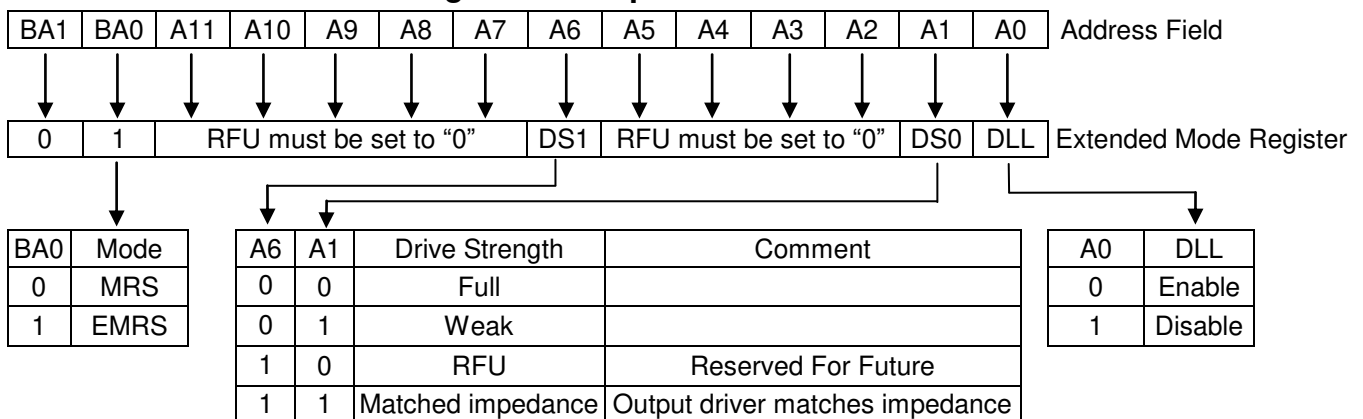 BA1 BA0 A11 A10 A9 A8 A7 A6 A5 A4 A3 A2 A1 A0 Address Field
0 1 RFU must be set to “0” DS1 RFU must be set to “0” DS0 DLL Extended Mode Register
BA0 Mode
0 MRS
1 EMRS
A6 A1 Drive Strength Comment
0 0 Full
0 1 Weak
1 0 RFU Reserved For Future
1 1 Matched impedance Output driver matches impedance
A0 DLL
0 Enable
1 Disable